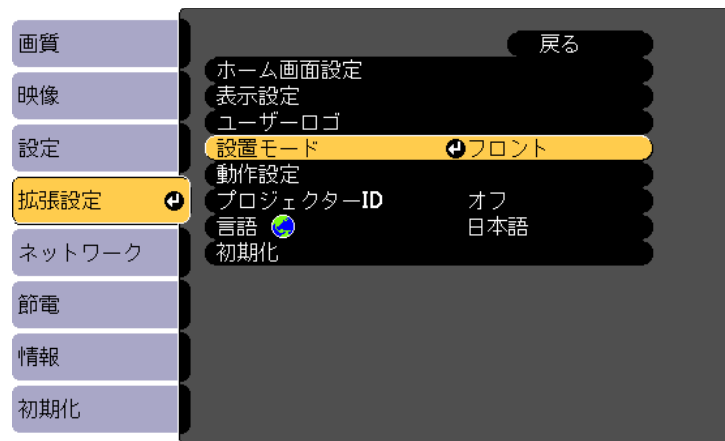 画質
映像
設定
拡張設定
ネットワーク
節電
情報
初期化
戻る
ホーム画面設定
表示設定
ユーザーロゴ
設置モード フロント
動作設定
プロジェクターID オフ
言語 日本語
初期化